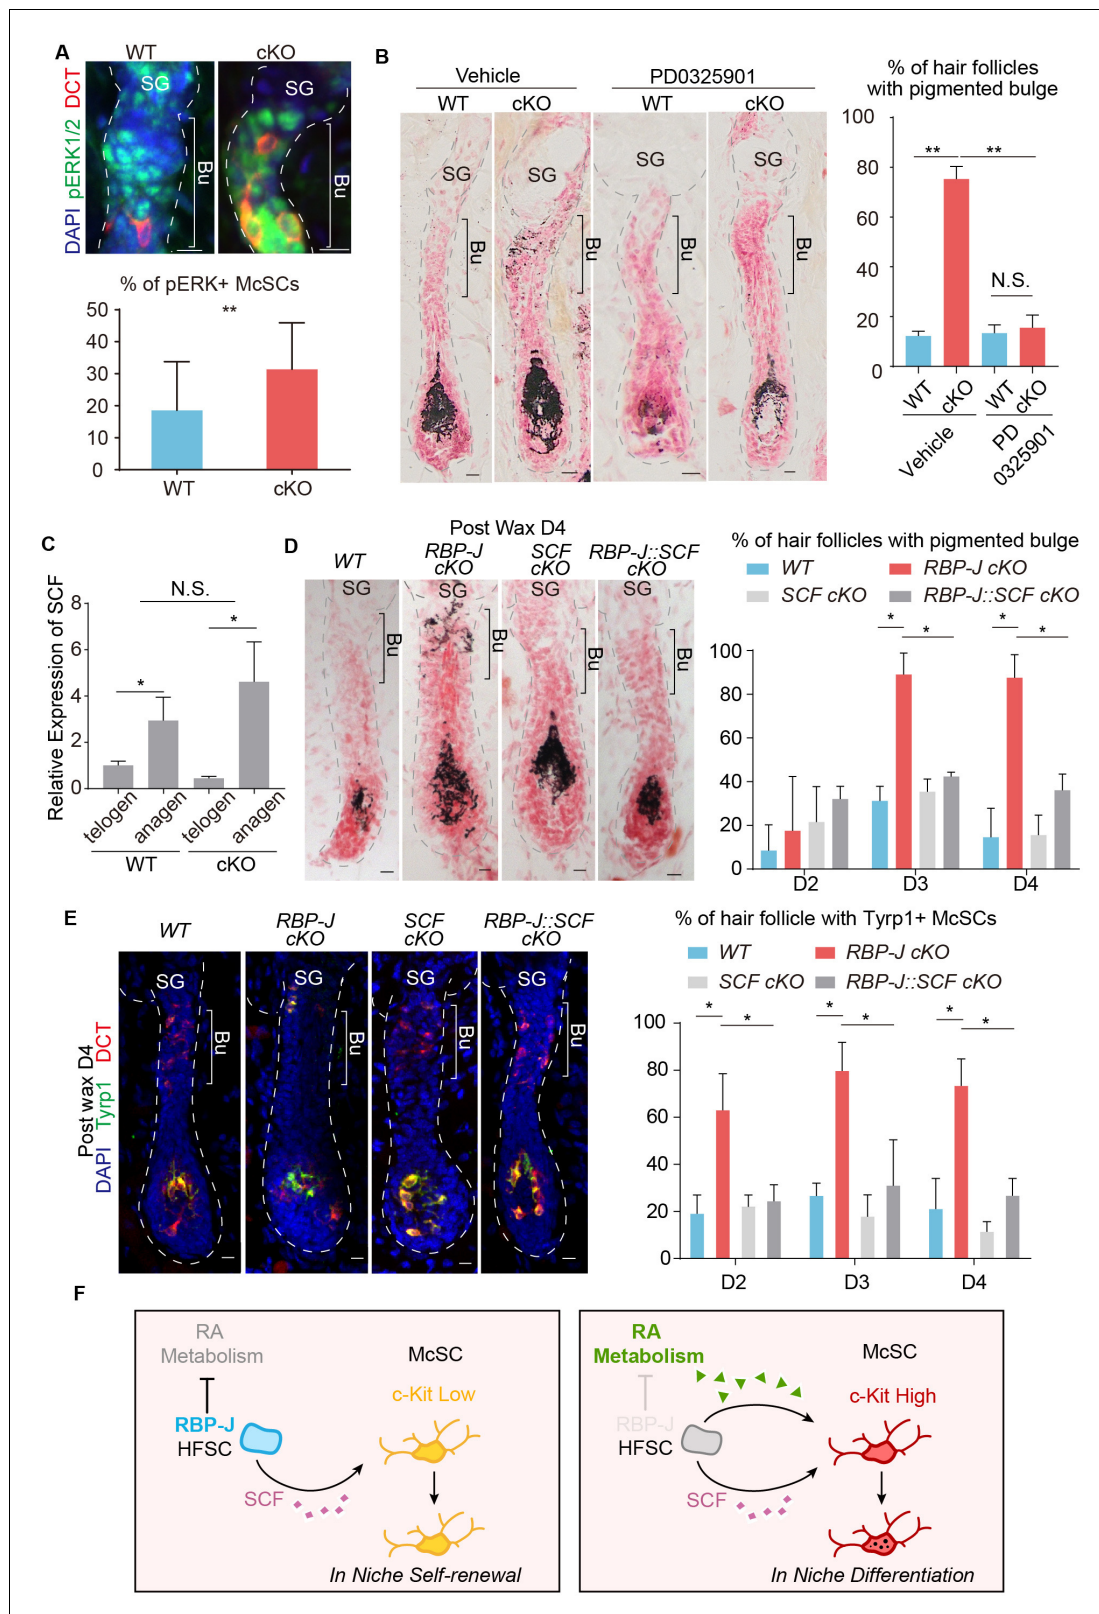 A
WT
cKO
DAPI pERK1/2 DCT
SG
Bu
SG
Bu
% of pERK+ McSCs
50
40
30
20
10
0
**
WT
cKO
B
Vehicle
PD0325901
WT
cKO
WT
cKO
SG
Bu
SG
Bu
SG
Bu
SG
Bu
% of hair follicles
with pigmented bulge
100
80
60
40
20
0
**
**
N.S.
WT
cKO
WT
cKO
Vehicle
PD
0325901
C
Relative Expression of SCF
8
6
4
2
0
N.S.
*
*
telogen
anagen
telogen
anagen
WT
cKO
D
Post Wax D4
WT
RBP-J
cKO
SCF
cKO
RBP-J::SCF
cKO
SG
Bu
SG
Bu
SG
Bu
SG
Bu
% of hair follicles with pigmented bulge
WT
RBP-J cKO
SCF cKO
RBP-J::SCF cKO
100
80
60
40
20
0
*
*
*
*
D2
D3
D4
E
WT
RBP-J
cKO
SCF
cKO
RBP-J::SCF
cKO
Post wax D4
DAPI Tyrp1 DCT
SG
Bu
SG
Bu
SG
Bu
SG
Bu
% of hair follicle with Tyrp1+ McSCs
WT
RBP-J cKO
SCF cKO
RBP-J::SCF cKO
100
80
60
40
20
0
*
*
*
*
*
*
D2
D3
D4
F
RA
Metabolism
RBP-J
HFSC
SCF
McSC
c-Kit Low
In Niche Self-renewal
RA
Metabolism
RBP-J
HFSC
SCF
McSC
c-Kit High
In Niche Differentiation